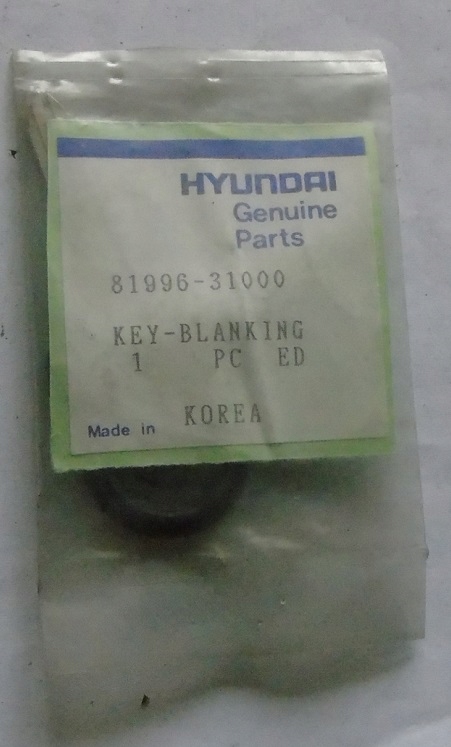 HYUNDAI
Genuine
Parts
81996-31000
KEY-BLANKING
1 PC ED
Made in KOREA